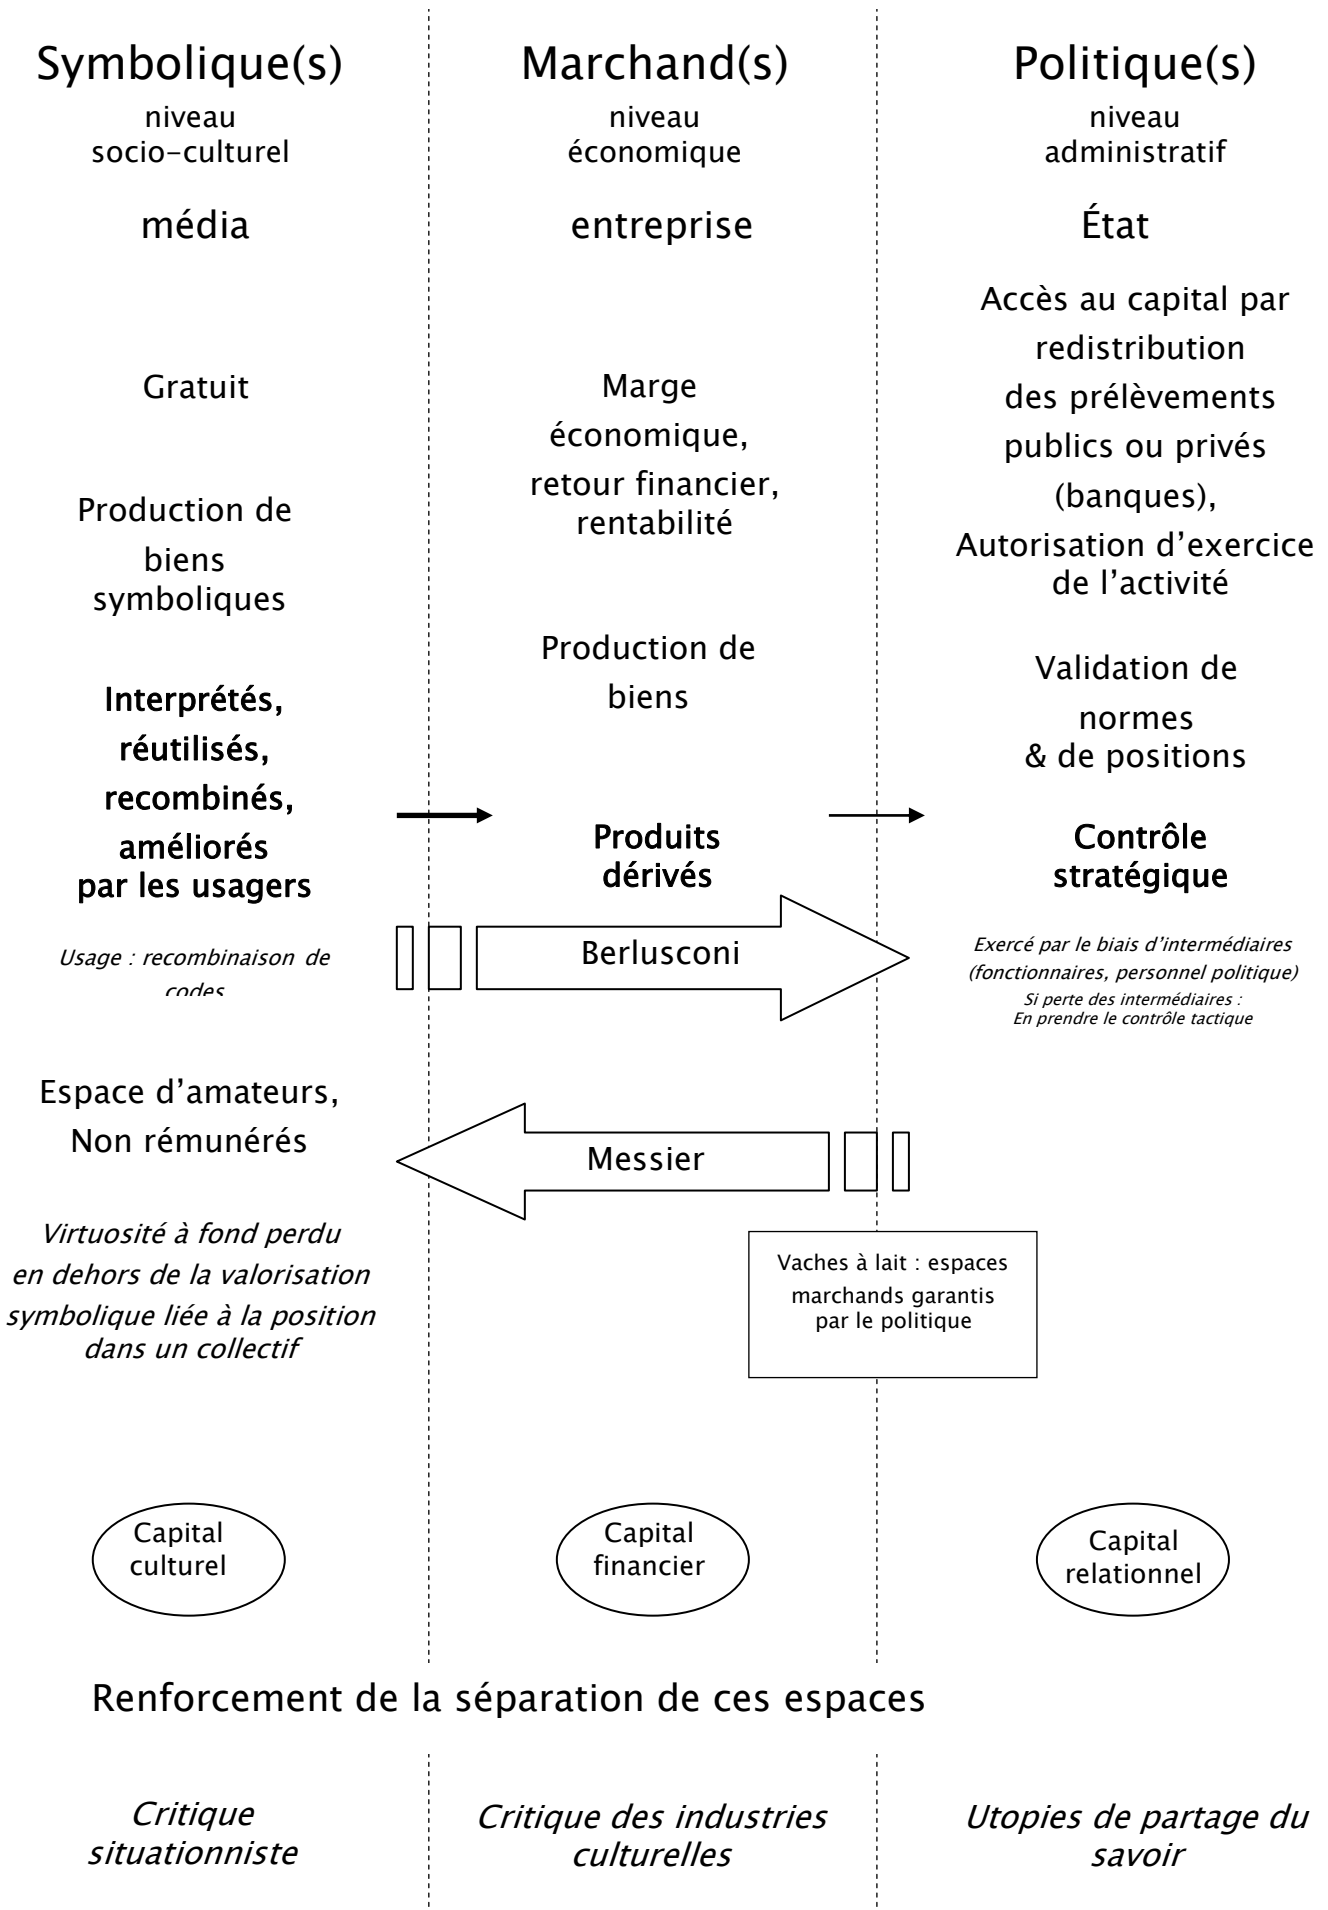 Symbolique(s)
niveau
socio-culturel
média
Gratuit
Production de
biens
symboliques
Interprétés,
réutilisés,
recombinés,
améliorés
par les usagers
Usage : recombinaison de
codes
Espace d’amateurs,
Non rémunérés
Virtuosité à fond perdu
en dehors de la valorisation
symbolique liée à la position
dans un collectif
Capital
culturel
Marchand(s)
niveau
économique
entreprise
Marge
économique,
retour financier,
rentabilité
Production de
biens
Produits
dérivés
Berlusconi
Messier
Capital
financier
Politique(s)
niveau
administratif
État
Accès au capital par
redistribution
des prélèvements
publics ou privés
(banques),
Autorisation d’exercice
de l’activité
Validation de
normes
& de positions
Contrôle
stratégique
Exercé par le biais d’intermédiaires
(fonctionnaires, personnel politique)
Si perte des intermédiaires :
En prendre le contrôle tactique
Vaches à lait : espaces
marchands garantis
par le politique
Capital
relationnel
Renforcement de la séparation de ces espaces
Critique
situationniste
Critique des industries
culturelles
Utopies de partage du
savoir